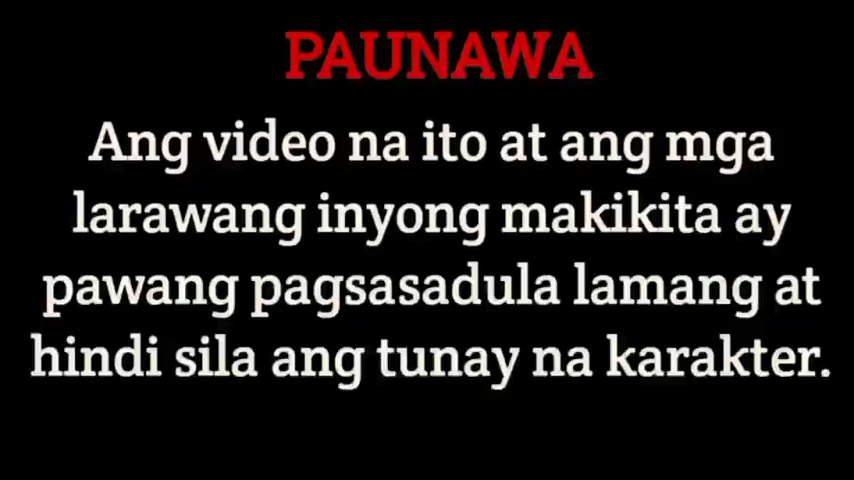 PAUNAWA
Ang video na ito at ang mga
larawang inyong makikita ay
pawang pagsasadula lamang at
hindi sila ang tunay na karakter.